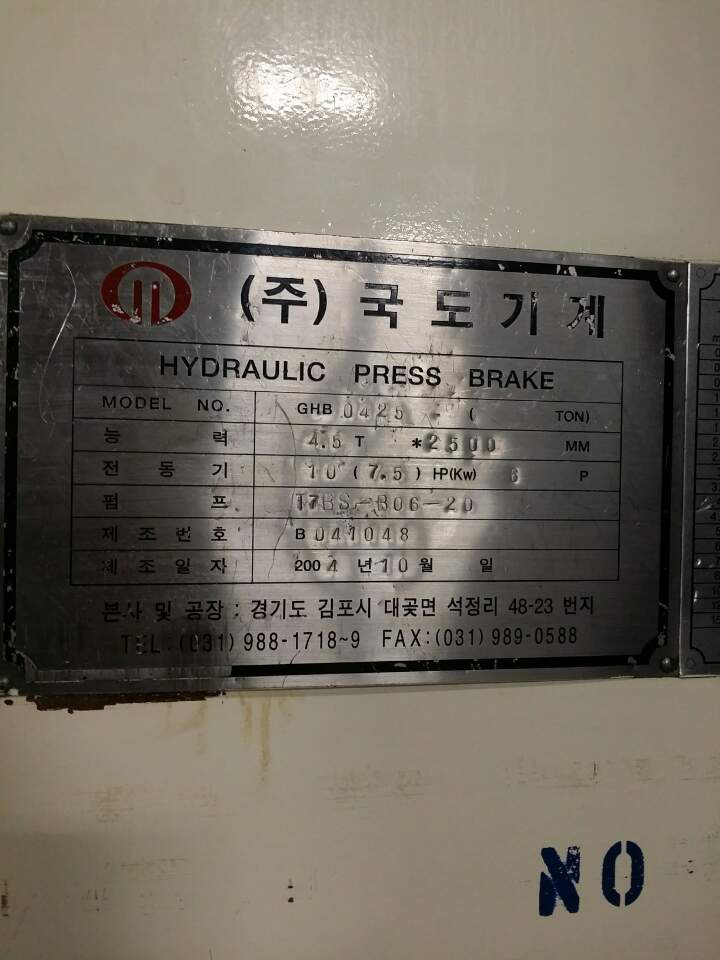 (주) 국도기계
HYDRAULIC PRESS BRAKE
MODEL NO. GHB 0425 - ( TON)
능 력 4.5 T *2500 MM
전 동 기 10 ( 7.5 ) HP(Kw) 6 P
펌 프 -B06-20
제 조 번 호 B 041048
제 조 일 자 2004 년 10 월 일
본사 및 공장 : 경기도 김포시 대곶면 석정리 48-23 번지
TEL:(031) 988-1718~9 FAX:(031) 989-0588
NO